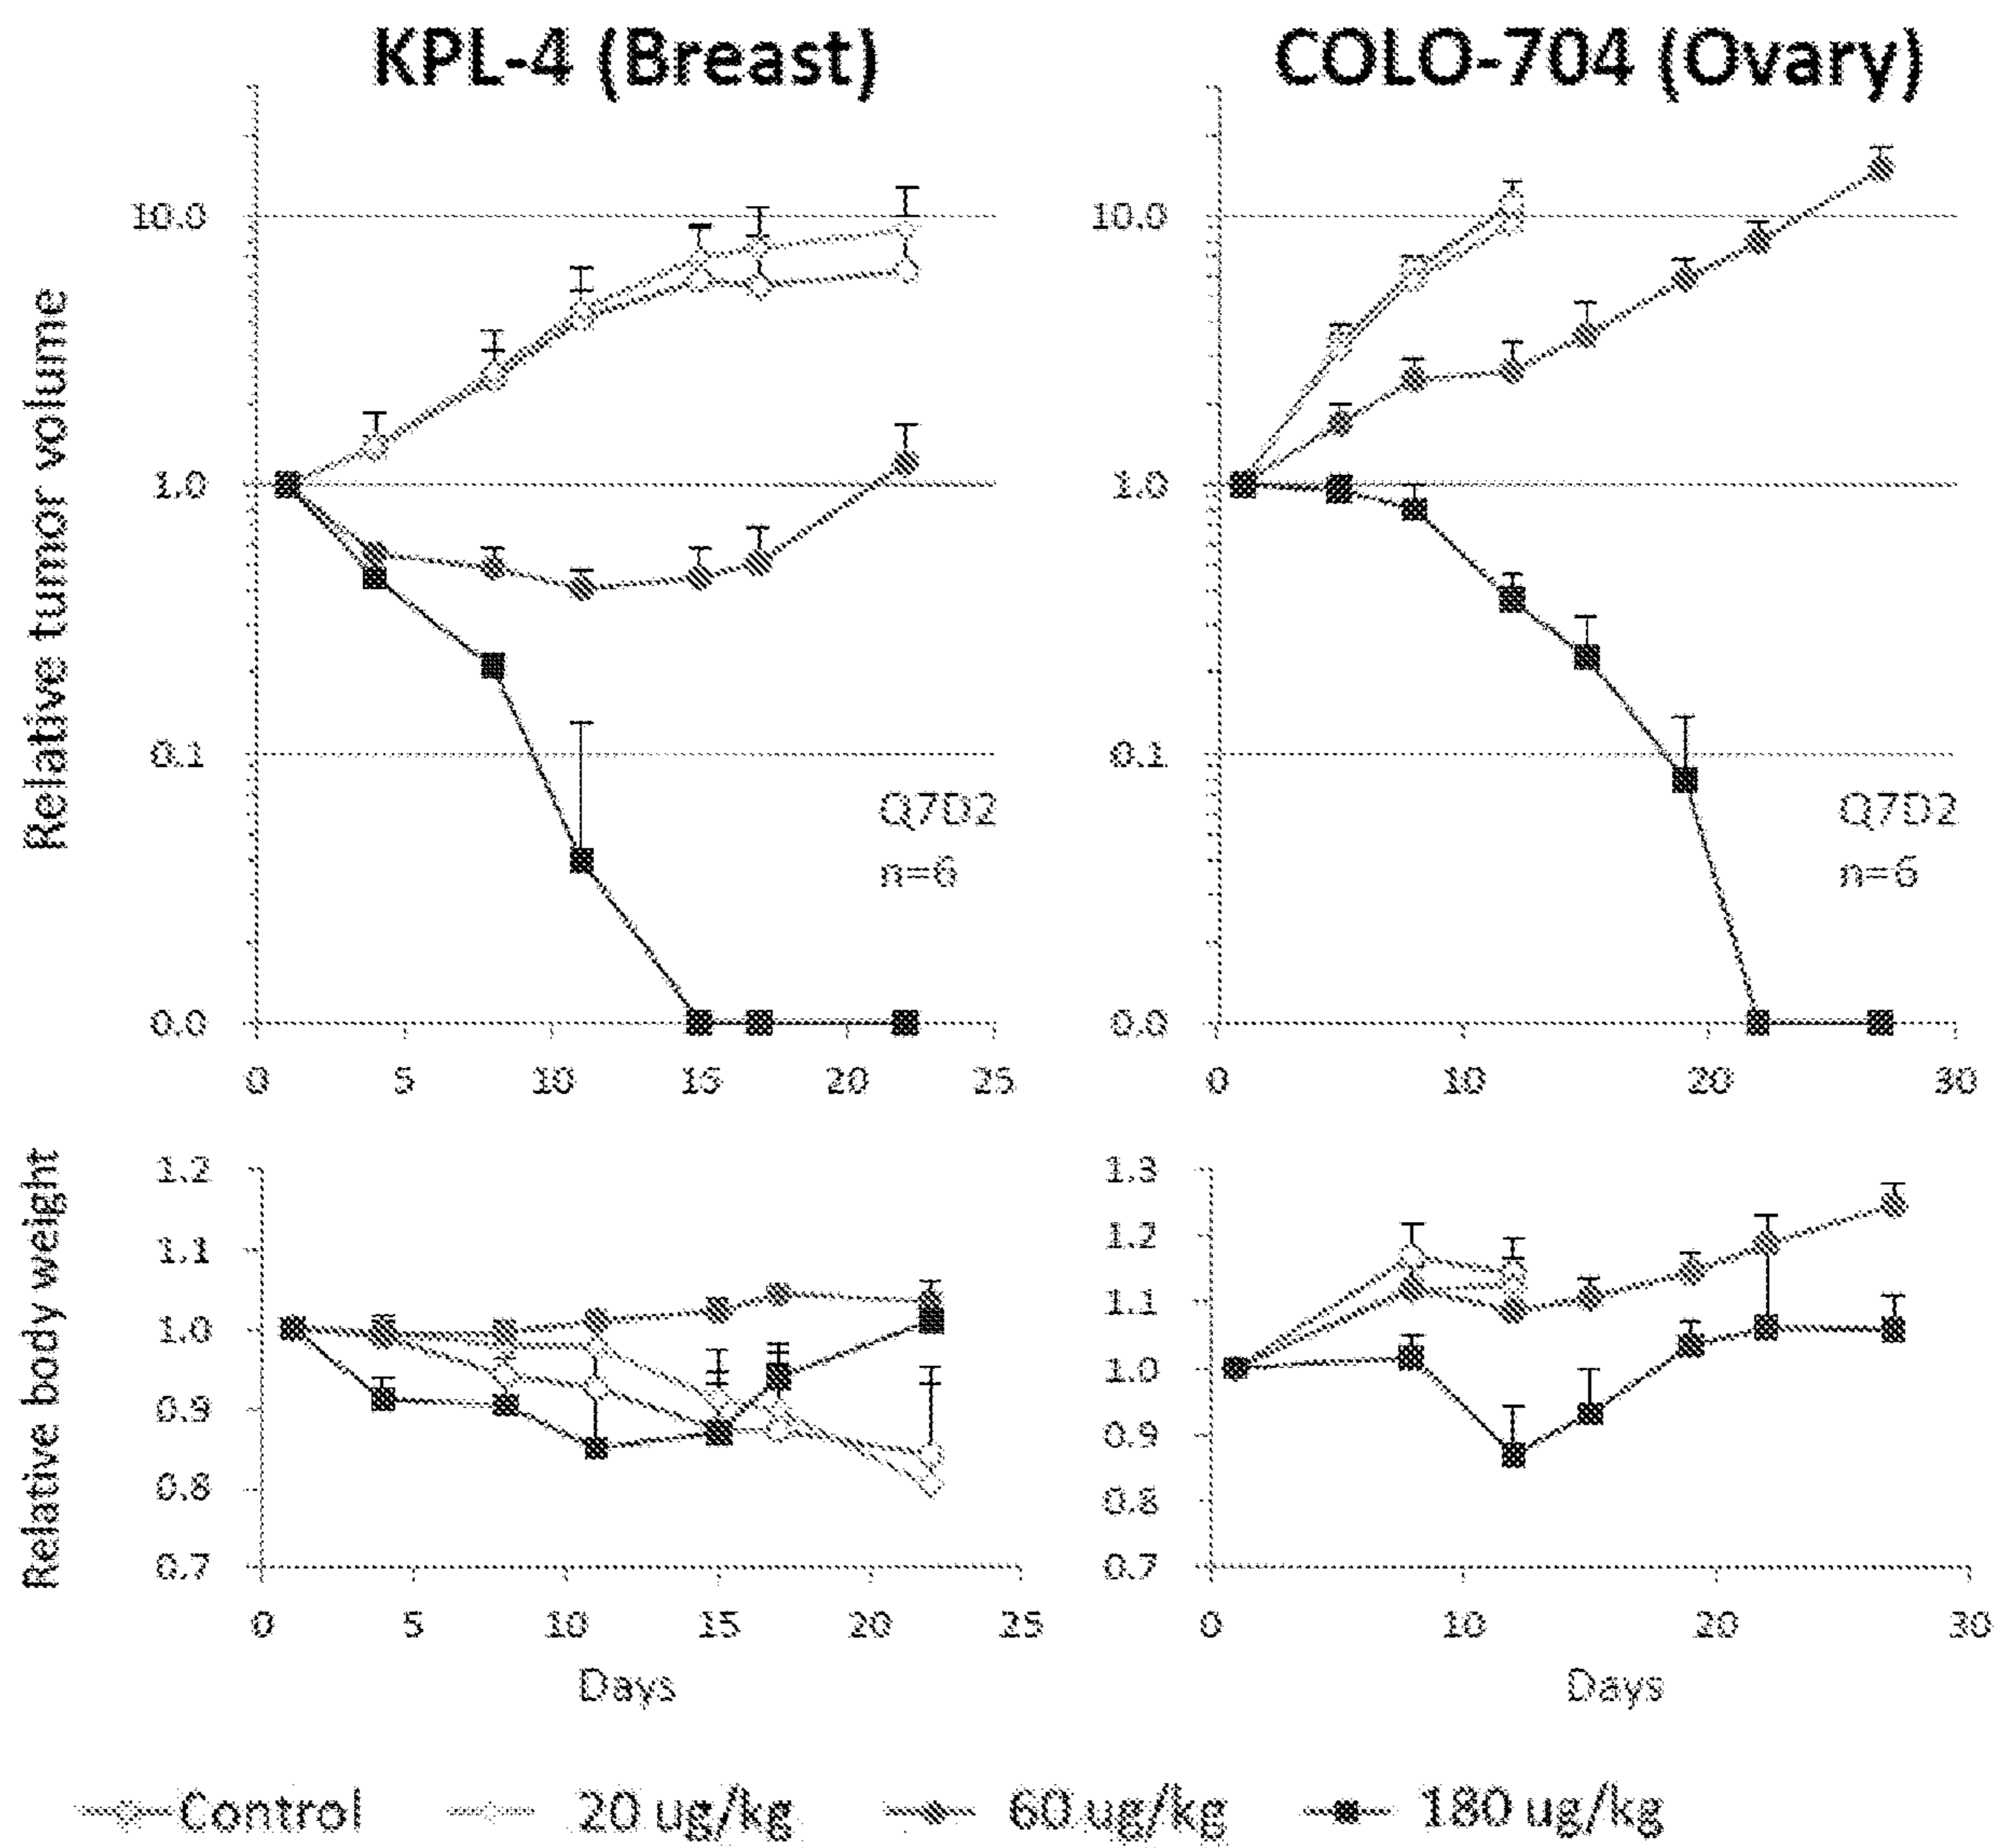 KPL-4 (Breast)
COLO-704 (Ovary)
Relative tumor volume
10.0
1.0
0.1
0.0
Q7D2
n=6
0 5 10 15 20 25
10.0
1.0
0.1
0.0
Q7D2
n=6
0 10 20 30
Relative body weight
1.2
1.1
1.0
0.9
0.8
0.7
0 5 10 15 20 25
Days
1.3
1.2
1.1
1.0
0.9
0.8
0.7
0 10 20 30
Days
Control 20 ug/kg 60 ug/kg 180 ug/kg